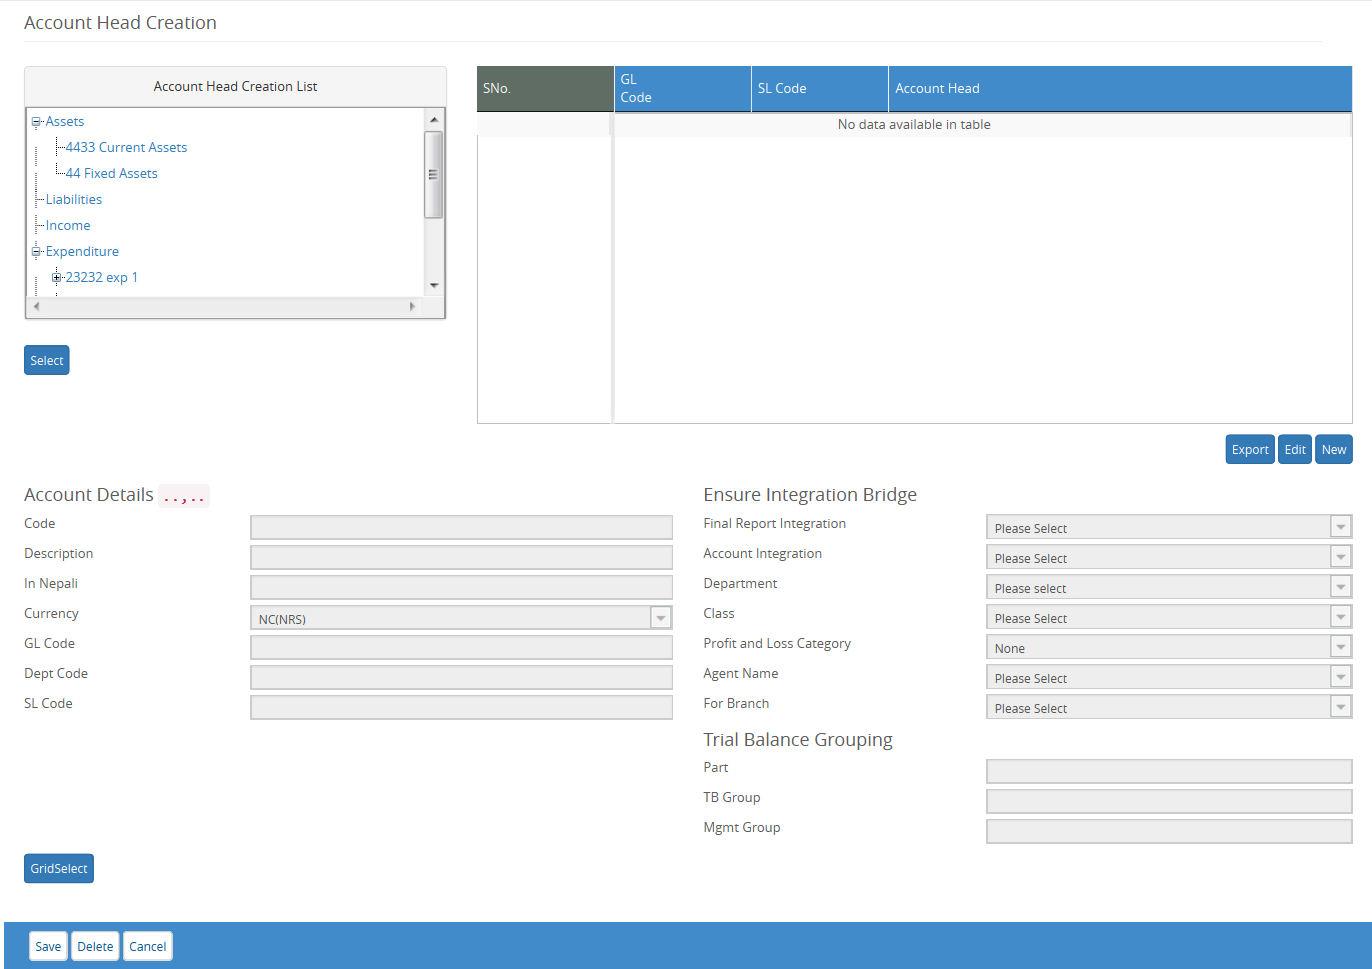 Account Head Creation
Account Head Creation List
Assets
4433 Current Assets
44 Fixed Assets
Liabilities
Income
Expenditure
23232 exp 1
Select
SNo.
GL
Code
SL Code
Account Head
No data available in table
Export Edit New
Account Details ..,..
Code
Description
In Nepali
Currency NC(NRS)
GL Code
Dept Code
SL Code
Ensure Integration Bridge
Final Report Integration Please Select
Account Integration Please Select
Department Please select
Class Please Select
Profit and Loss Category None
Agent Name Please Select
For Branch Please Select
Trial Balance Grouping
Part
TB Group
Mgmt Group
GridSelect
Save Delete Cancel